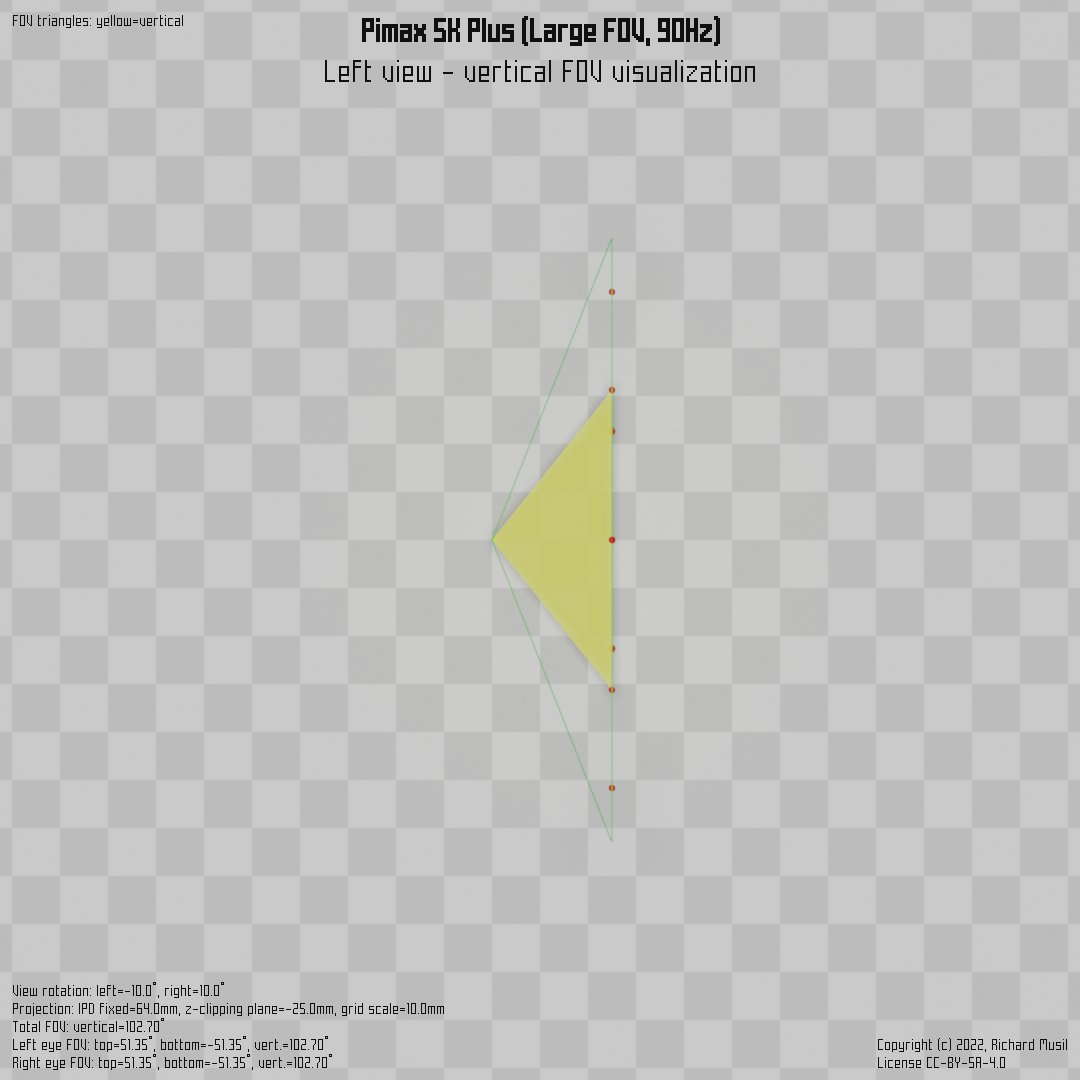 FOV triangles: yellow=vertical
Pimax 5K Plus (Large FOV, 90Hz)
Left view - vertical FOV visualization
View rotation: left=-10.0°, right=10.0°
Projection: IPD fixed=64.0mm, z-clipping plane=-25.0mm, grid scale=10.0mm
Total FOV: vertical=102.70°
Left eye FOV: top=51.35°, bottom=-51.35°, vert.=102.70°
Right eye FOV: top=51.35°, bottom=-51.35°, vert.=102.70°
Copyright (c) 2022, Richard Musil
License CC-BY-SA-4.0